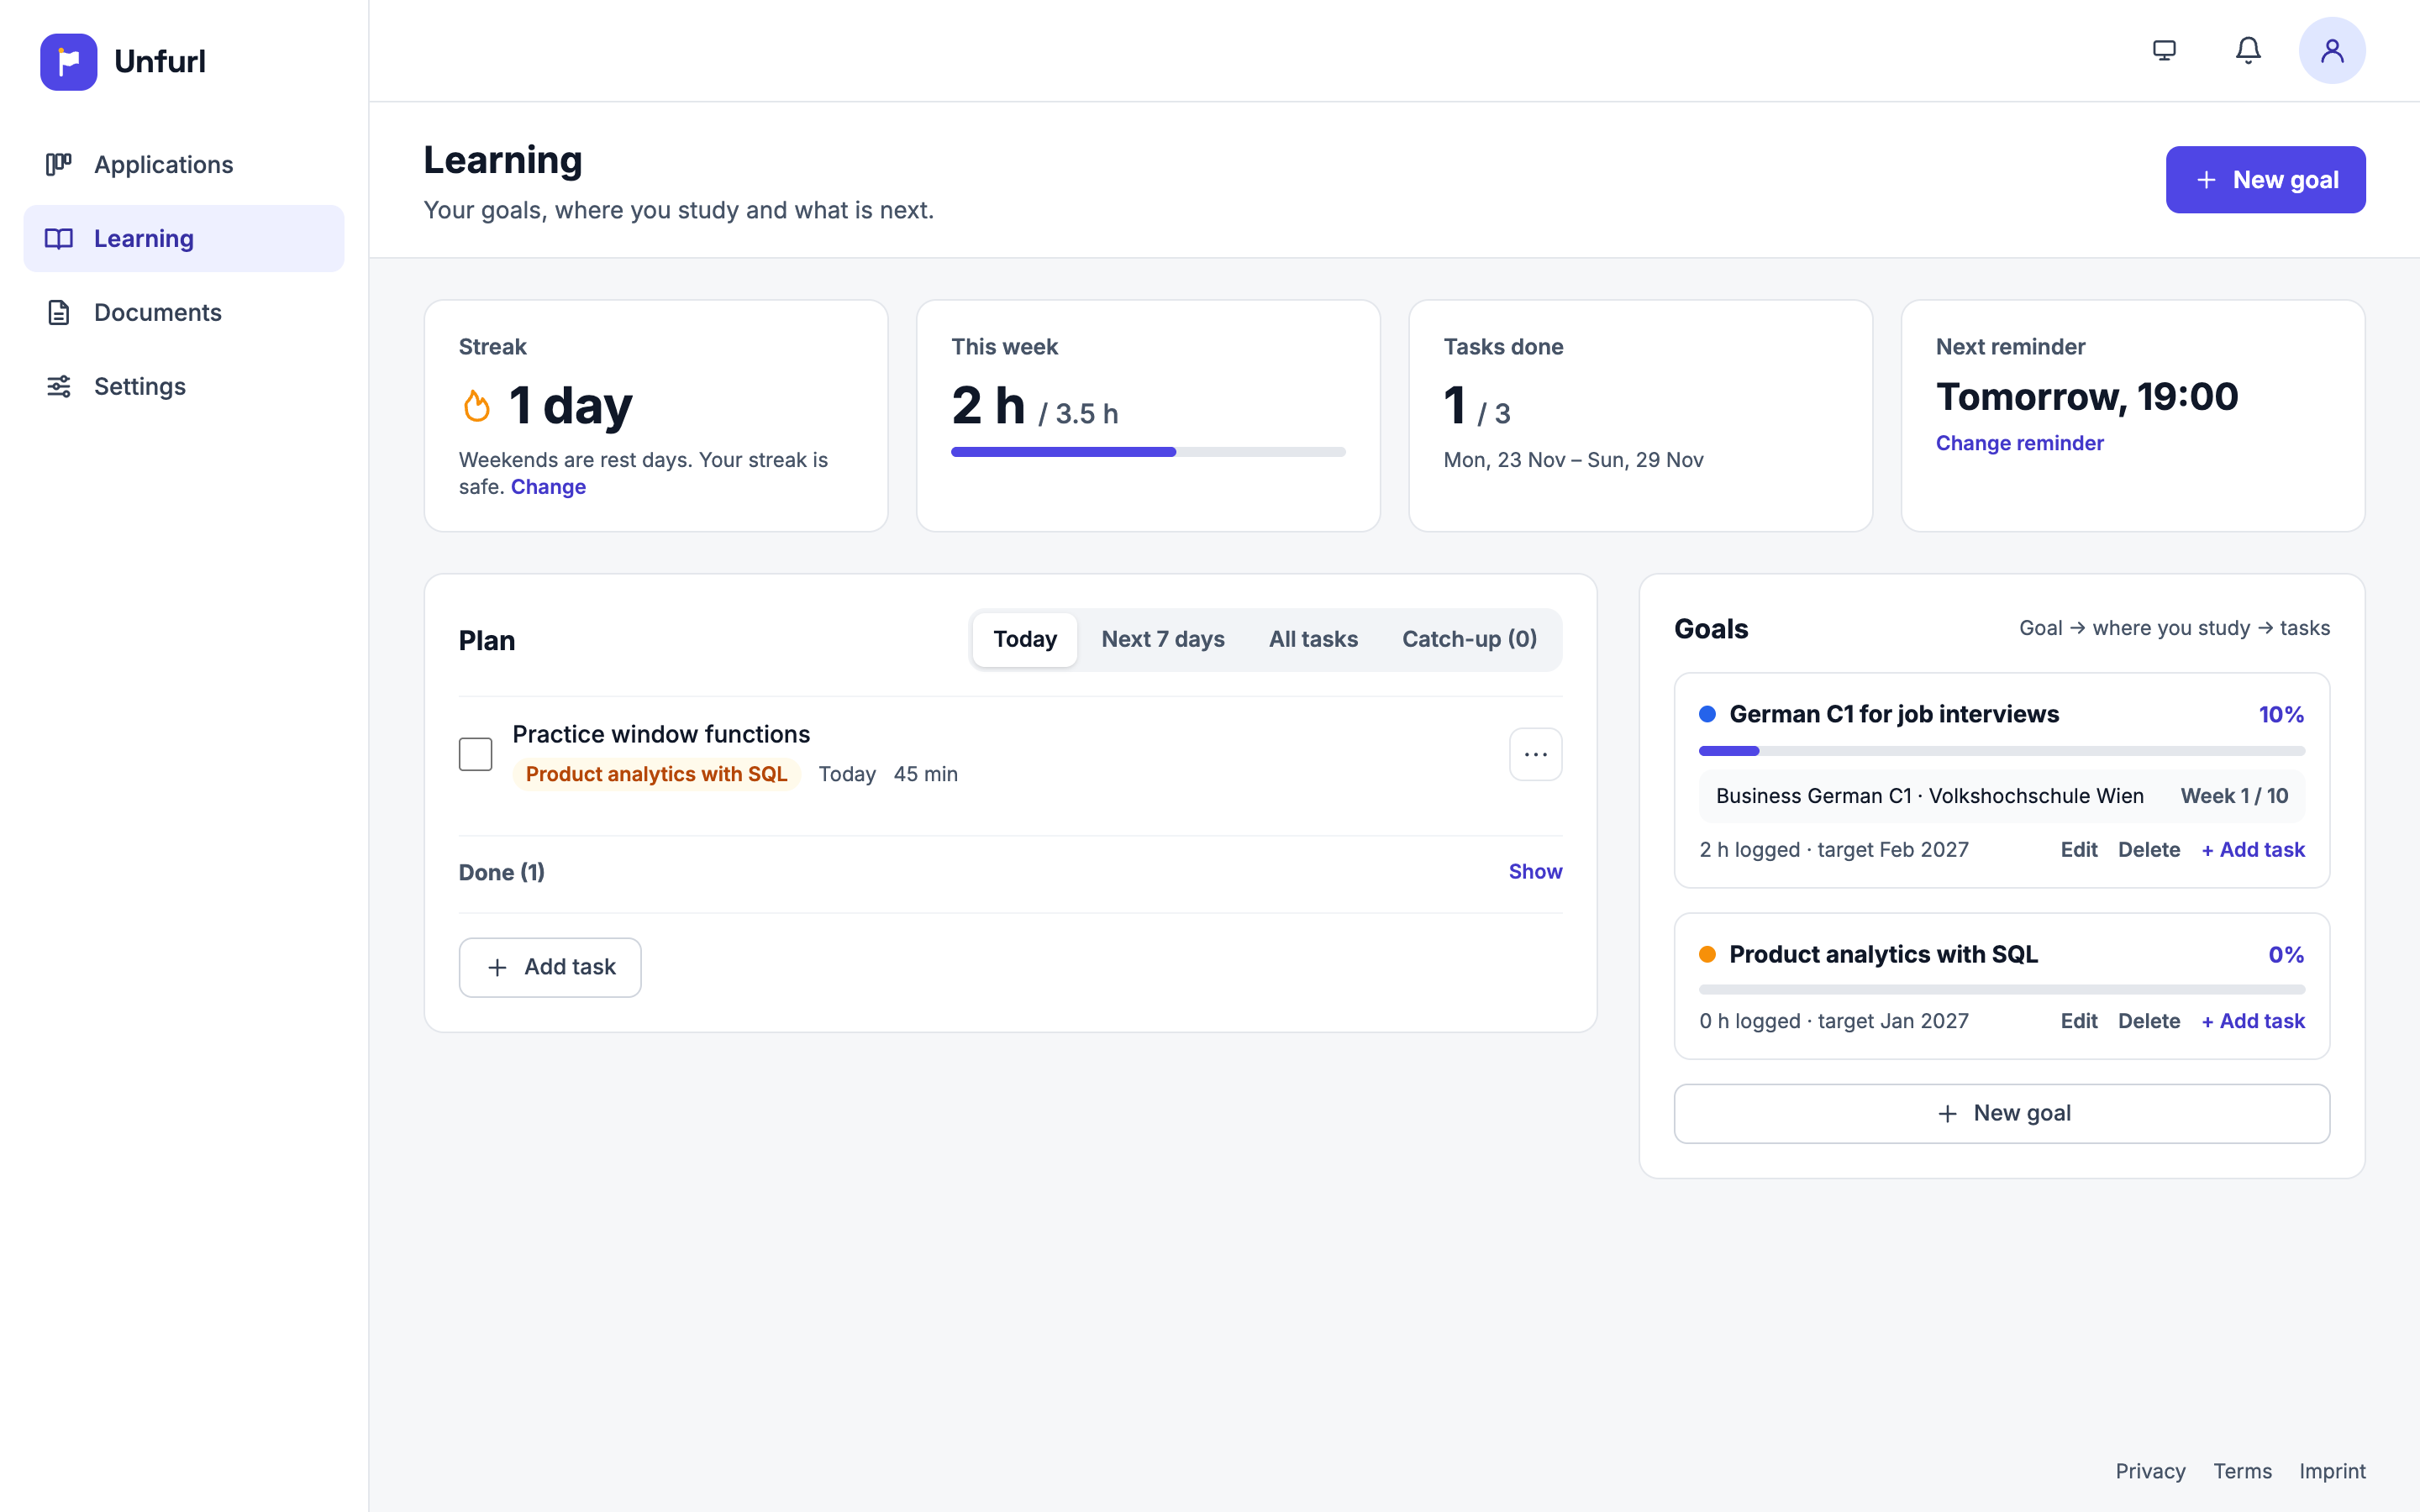 Unfurl
Applications
Learning
Documents
Settings
Learning
Your goals, where you study and what is next.
+ New goal
Streak
1 day
Weekends are rest days. Your streak is
safe. Change
This week
2 h / 3.5 h
Tasks done
1 / 3
Mon, 23 Nov – Sun, 29 Nov
Next reminder
Tomorrow, 19:00
Change reminder
Plan
Today Next 7 days All tasks Catch-up (0)
Practice window functions
Product analytics with SQL Today 45 min
Done (1) Show
+ Add task
Goals Goal → where you study → tasks
German C1 for job interviews 10%
Business German C1 · Volkshochschule Wien Week 1 / 10
2 h logged · target Feb 2027 Edit Delete + Add task
Product analytics with SQL 0%
0 h logged · target Jan 2027 Edit Delete + Add task
+ New goal
Privacy Terms Imprint